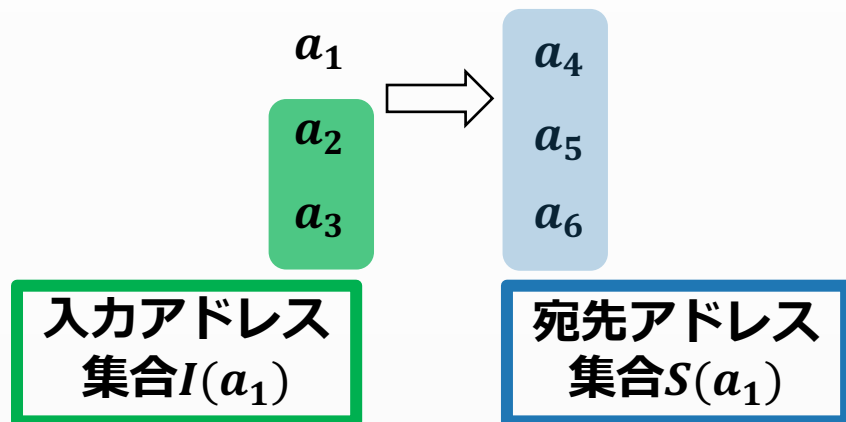 a₁
a₂
a₃
a₄
a₅
a₆
入力アドレス
集合I(a₁)
宛先アドレス
集合S(a₁)